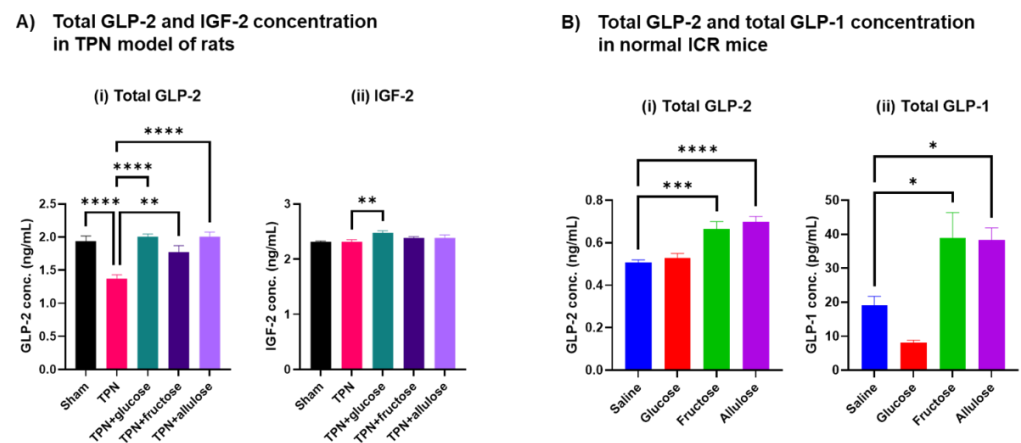 A) Total GLP-2 and IGF-2 concentration
in TPN model of rats
(i) Total GLP-2
(ii) IGF-2
****
****
**** **
GLP-2 conc. (ng/mL)
2.5
2.0
1.5
1.0
0.5
0.0
Sham
TPN
TPN+glucose
TPN+fructose
TPN+allulose
**
IGF-2 conc. (ng/mL)
3
2
1
0
Sham
TPN
TPN+glucose
TPN+fructose
TPN+allulose
B) Total GLP-2 and total GLP-1 concentration
in normal ICR mice
(i) Total GLP-2
(ii) Total GLP-1
****
***
GLP-2 conc. (ng/mL)
0.8
0.6
0.4
0.2
0.0
Saline
Glucose
Fructose
Allulose
*
*
GLP-1 conc. (pg/mL)
50
40
30
20
10
0
Saline
Glucose
Fructose
Allulose